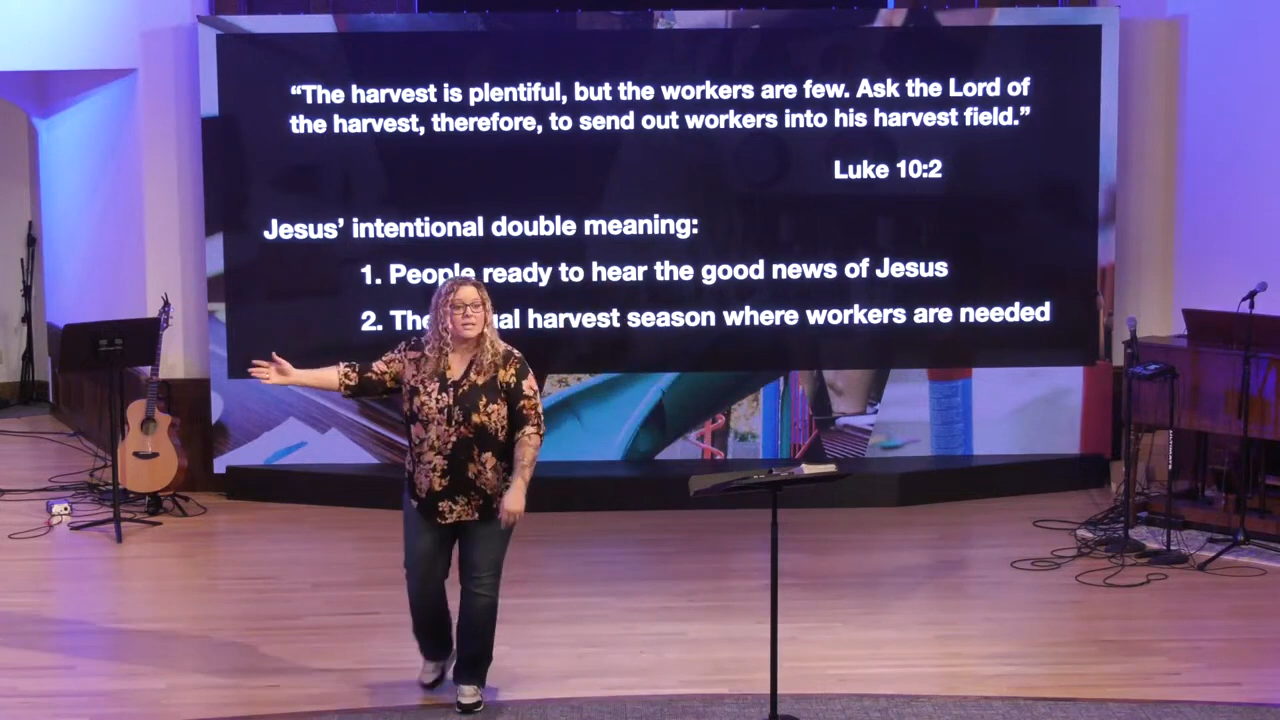 “The harvest is plentiful, but the workers are few. Ask the Lord of
the harvest, therefore, to send out workers into his harvest field.”
Luke 10:2
Jesus’ intentional double meaning:
1. People ready to hear the good news of Jesus
2. The harvest season where workers are needed